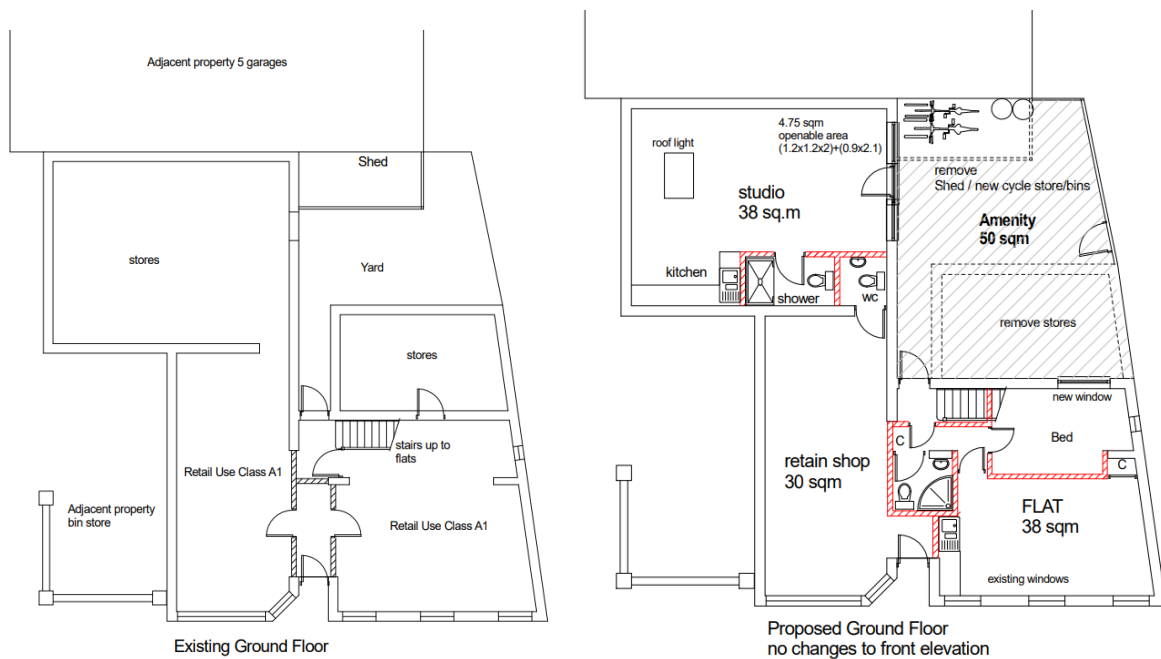 Adjacent property 5 garages
Shed
stores
Yard
stores
stairs up to
flats
Retail Use Class A1
Retail Use Class A1
Adjacent property
bin store
Existing Ground Floor
4.75 sqm
openable area
(1.2x1.2x2)+(0.9x2.1)
roof light
studio
38 sq.m
remove
Shed / new cycle store/bins
Amenity
50 sqm
kitchen
shower
wc
remove stores
new window
C
Bed
C
retain shop
30 sqm
FLAT
38 sqm
existing windows
Proposed Ground Floor
no changes to front elevation